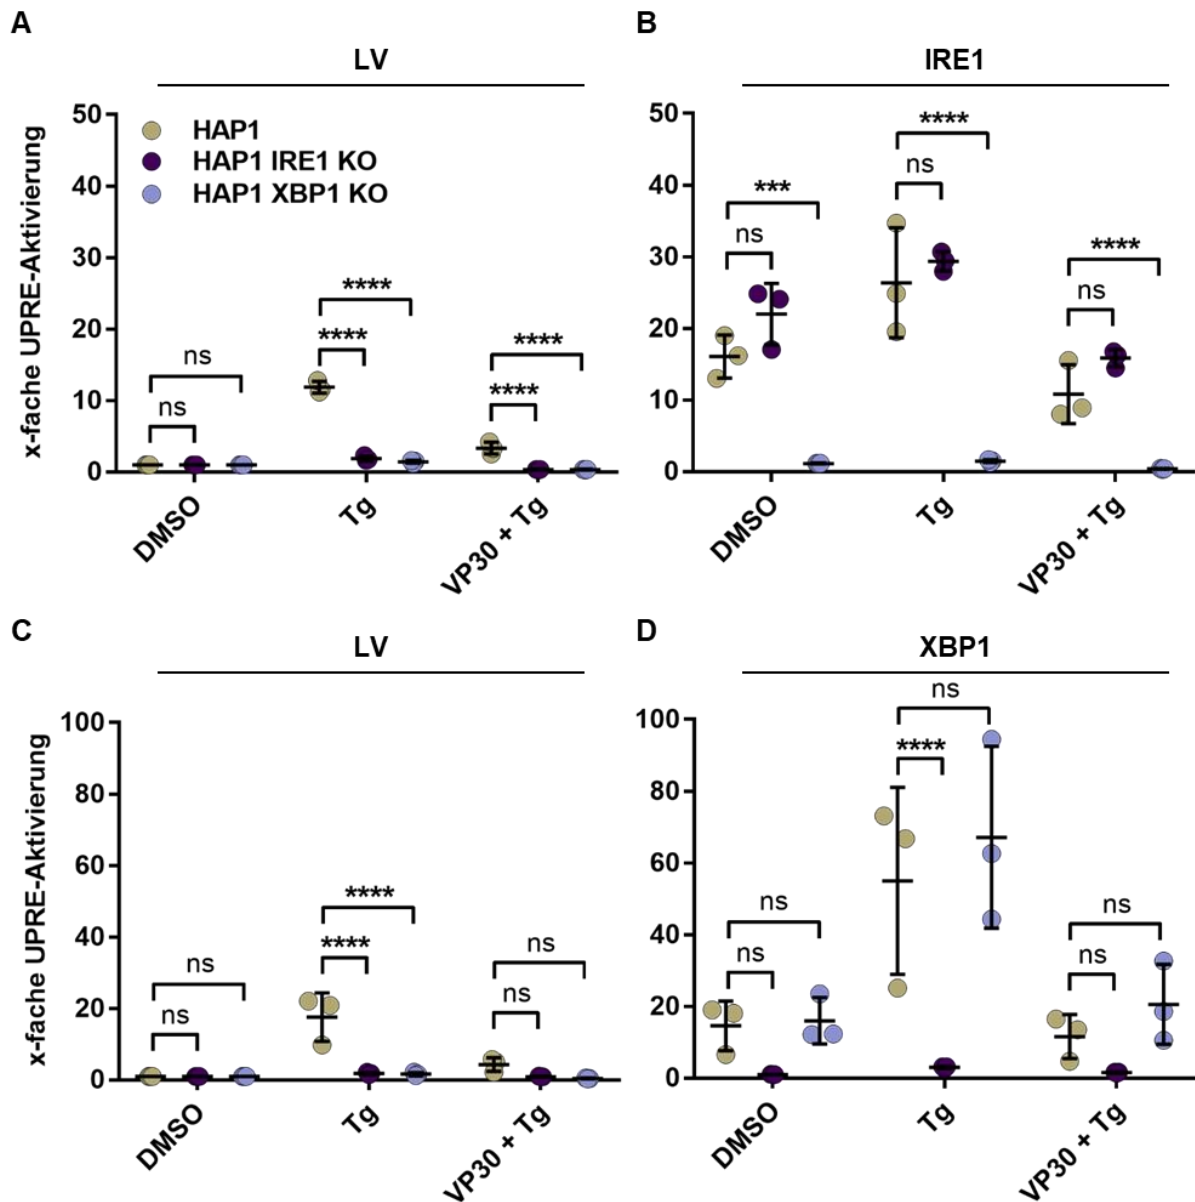 A
LV
x-fache UPRE-Aktivierung
50
40
30
20
10
0
HAP1
HAP1 IRE1 KO
HAP1 XBP1 KO
ns
ns
****
****
****
****
DMSO
Tg
VP30 + Tg
B
IRE1
50
40
30
20
10
0
***
ns
****
ns
****
ns
DMSO
Tg
VP30 + Tg
C
LV
x-fache UPRE-Aktivierung
100
80
60
40
20
0
ns
ns
****
****
ns
ns
DMSO
Tg
VP30 + Tg
D
XBP1
100
80
60
40
20
0
ns
ns
ns
****
ns
ns
DMSO
Tg
VP30 + Tg